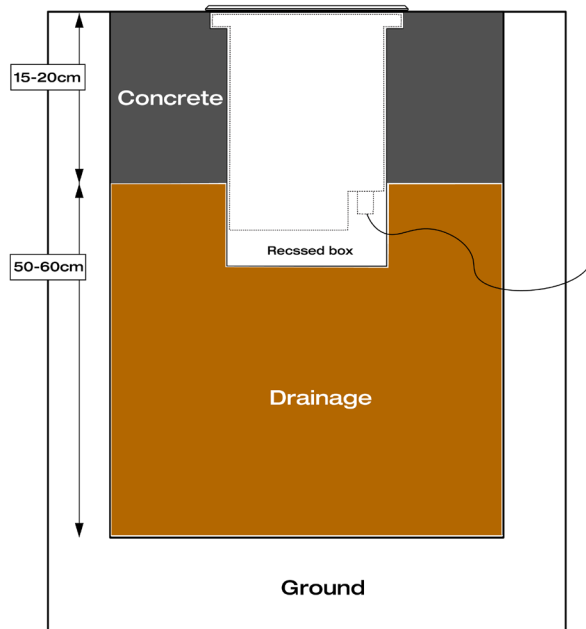 15-20cm
Concrete
50-60cm
Recssed box
Drainage
Ground